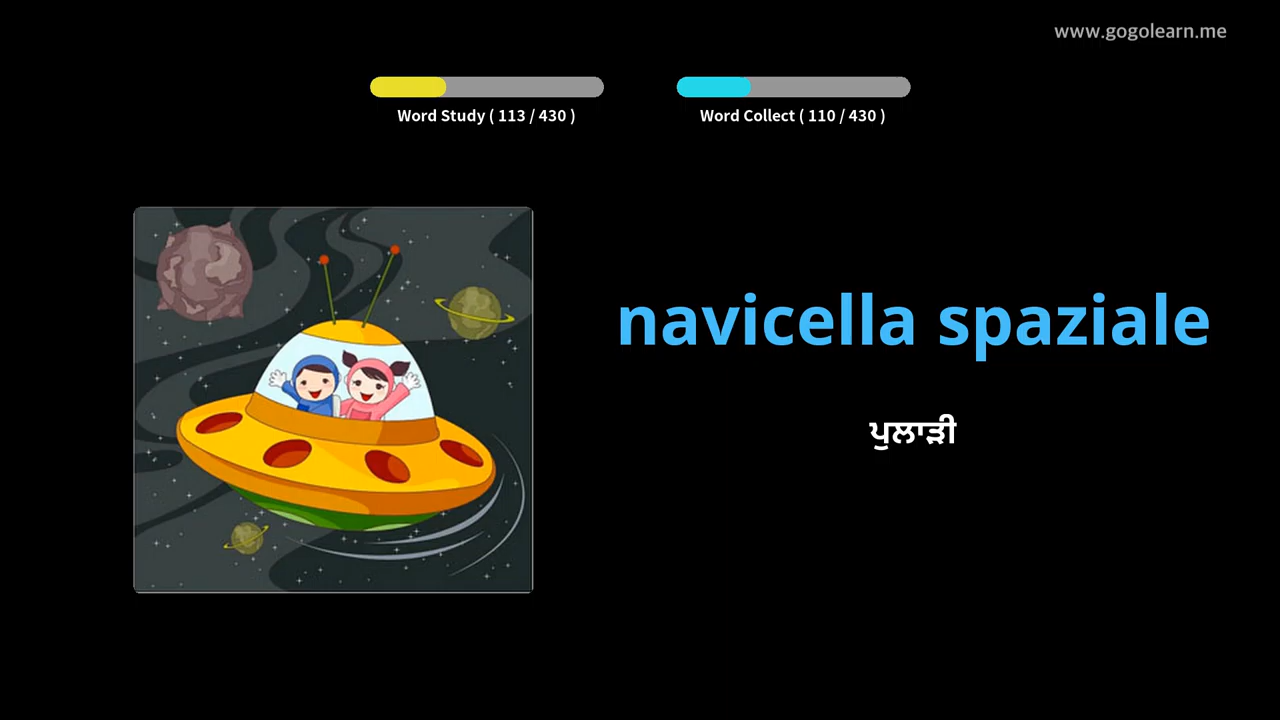 www.gogolearn.me
Word Study ( 113 / 430 )
Word Collect ( 110 / 430 )
navicella spaziale
ਪੁਲਾੜੀ